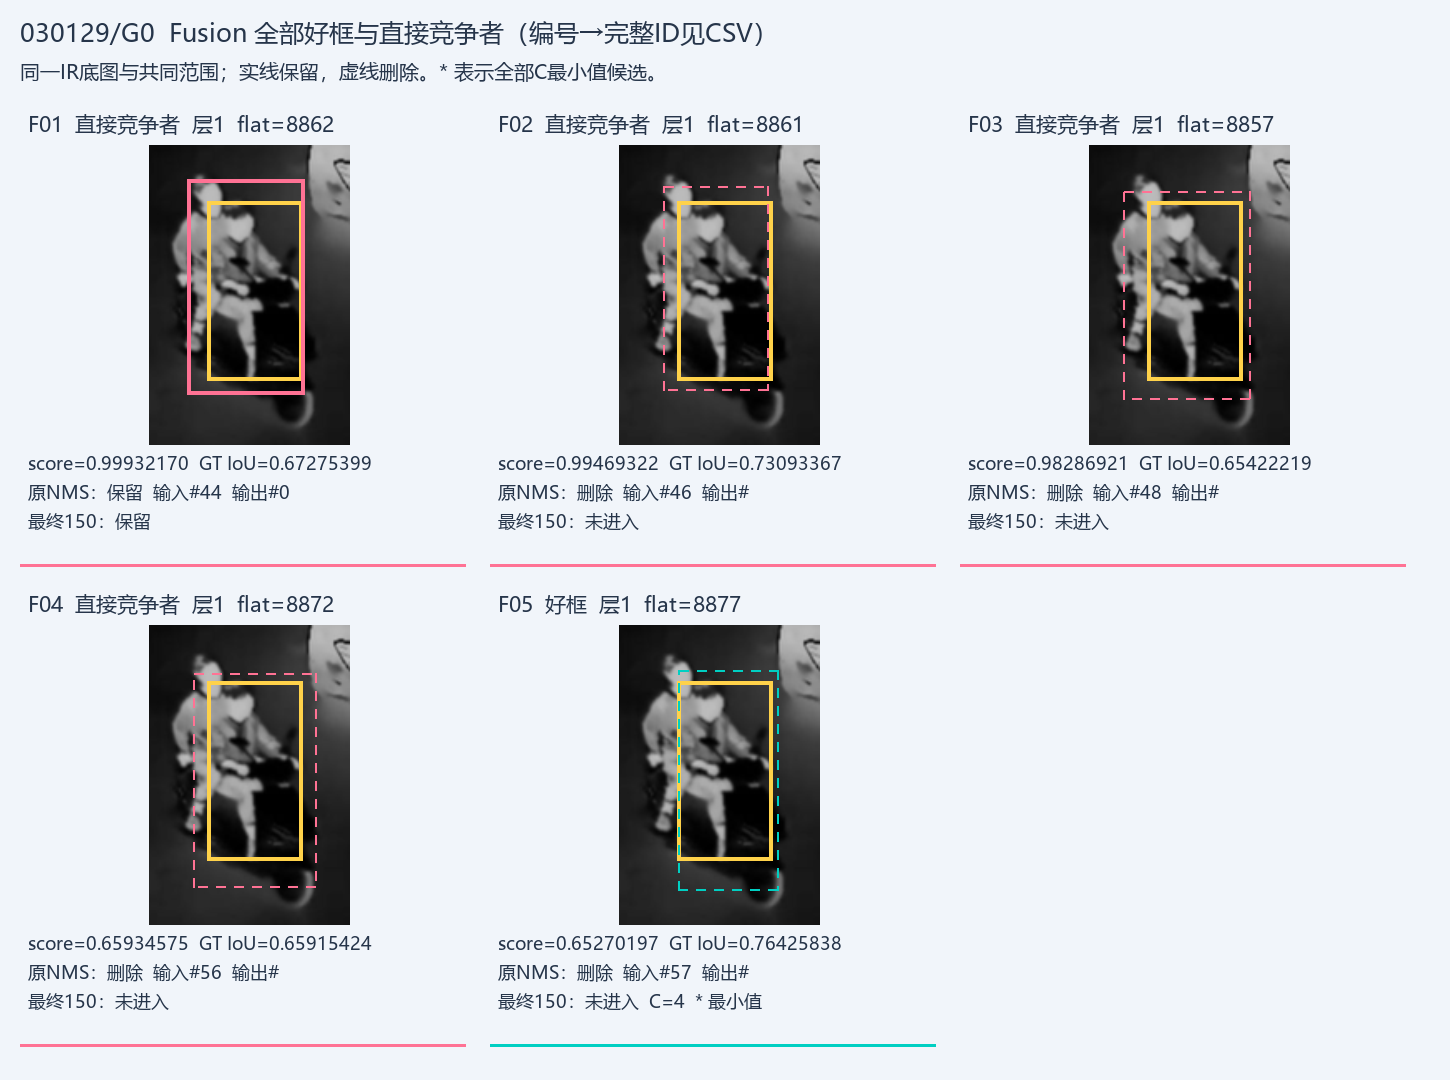 030129/G0  Fusion 全部好框与直接竞争者（编号→完整ID见CSV）
同一IR底图与共同范围；实线保留，虚线删除。* 表示全部C最小值候选。
F01  直接竞争者  层1  flat=8862
score=0.99932170  GT IoU=0.67275399
原NMS：保留  输入#44  输出#0
最终150：保留
F02  直接竞争者  层1  flat=8861
score=0.99469322  GT IoU=0.73093367
原NMS：删除  输入#46  输出#
最终150：未进入
F03  直接竞争者  层1  flat=8857
score=0.98286921  GT IoU=0.65422219
原NMS：删除  输入#48  输出#
最终150：未进入
F04  直接竞争者  层1  flat=8872
score=0.65934575  GT IoU=0.65915424
原NMS：删除  输入#56  输出#
最终150：未进入
F05  好框  层1  flat=8877
score=0.65270197  GT IoU=0.76425838
原NMS：删除  输入#57  输出#
最终150：未进入  C=4  * 最小值